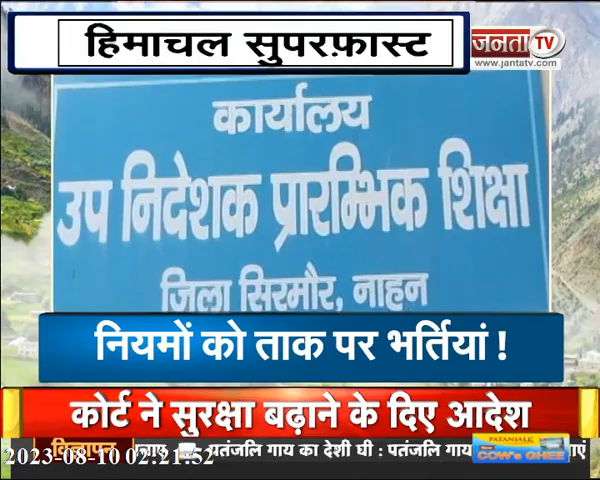 हिमाचल सुपरफ़ास्ट
जनता TV
www.jantatv.com
कार्यालय
उप निदेशक प्रारम्भिक शिक्षा
जिला सिरमौर, नाहन
नियमों को ताक पर भर्तियां !
कोर्ट ने सुरक्षा बढ़ाने के दिए आदेश
विज्ञापन
पतंजलि गाय का देशी घी : पतंजलि गाय
PATANJALI
COW'S GHEE
2023-08-10 02:21:52